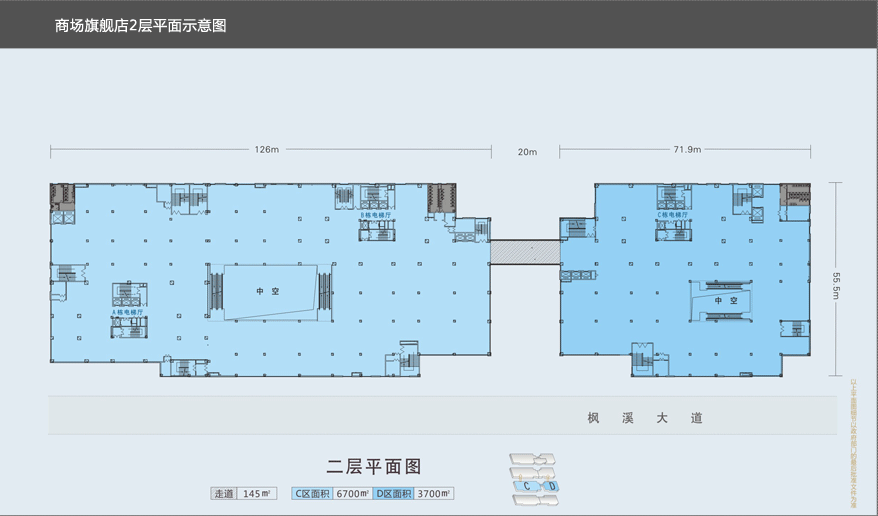 商场旗舰店2层平面示意图
126m
20m
71.9m
B栋电梯厅
C栋电梯厅
中 空
中 空
A栋电梯厅
55.5m
枫 溪 大 道
二层平面图
走道 145㎡ C区面积 6700㎡ D区面积 3700㎡
C D